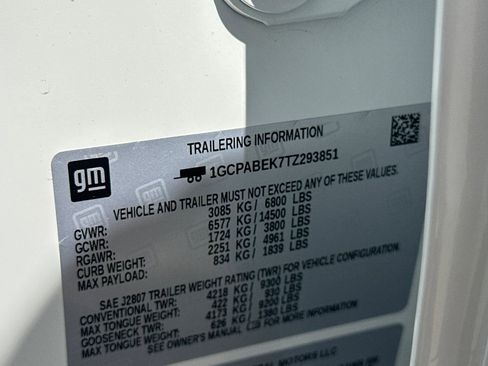 TRAILERING INFORMATION
gm
1GCPABEK7TZ293851
VEHICLE AND TRAILER MUST NOT EXCEED ANY OF THESE VALUES.
GVWR: 3085 KG / 6800 LBS
GCWR: 6577 KG / 14500 LBS
RGAWR: 1724 KG / 3800 LBS
CURB WEIGHT: 2251 KG / 4961 LBS
MAX PAYLOAD: 834 KG / 1839 LBS
SAE J2807 TRAILER WEIGHT RATING (TWR) FOR VEHICLE CONFIGURATION.
CONVENTIONAL TWR: 4218 KG / 9300 LBS
MAX TONGUE WEIGHT: 422 KG / 930 LBS
GOOSENECK TWR: 4173 KG / 9200 LBS
MAX TONGUE WEIGHT: 626 KG / 1380 LBS
SEE OWNER'S MANUAL FOR MORE INFORMATION.
MOTORS LLC